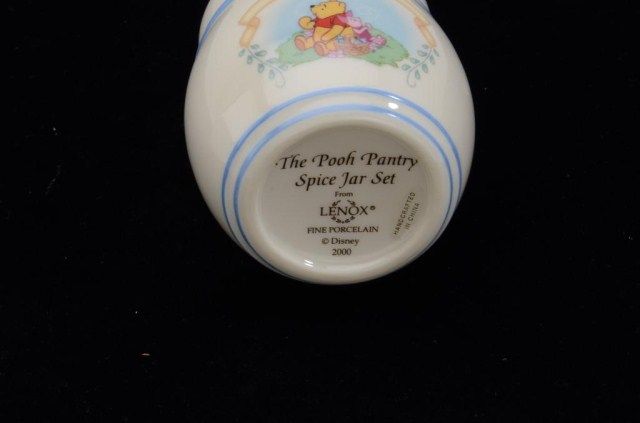 The Pooh Pantry
Spice Jar Set
From
LENOX®
FINE PORCELAIN
© Disney
2000
HANDCRAFTED
IN CHINA